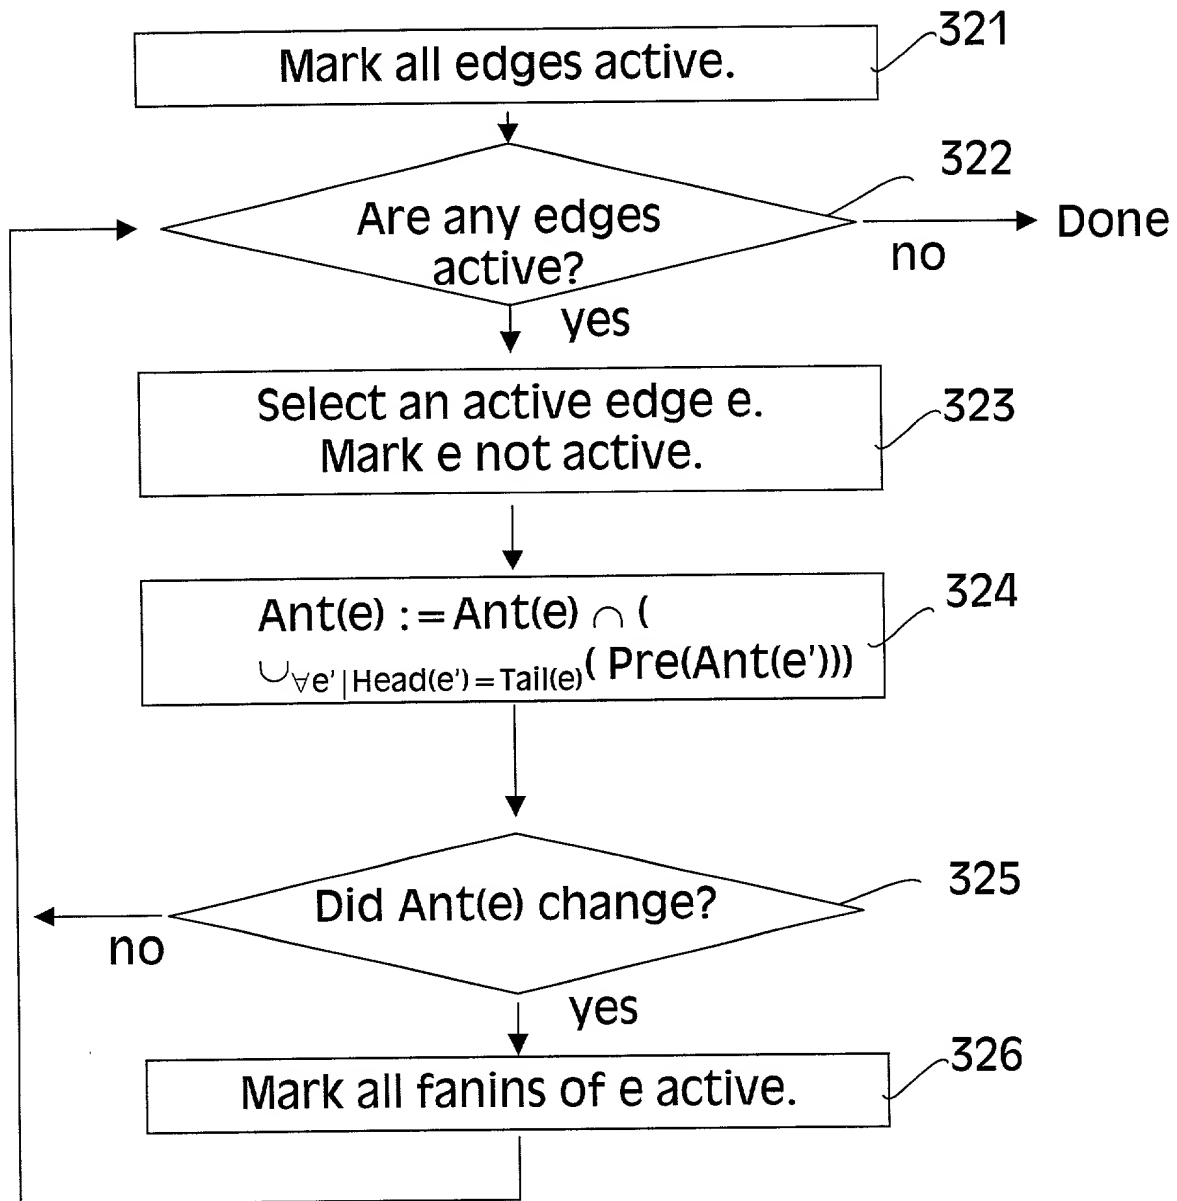 321
Mark all edges active.
322
Are any edges
active?
Done
no
yes
Select an active edge e.
Mark e not active.
323
324
Ant(e) := Ant(e) ∩ (
∪∀e' | Head(e') = Tail(e) ( Pre(Ant(e')))
325
Did Ant(e) change?
no
yes
326
Mark all fanins of e active.